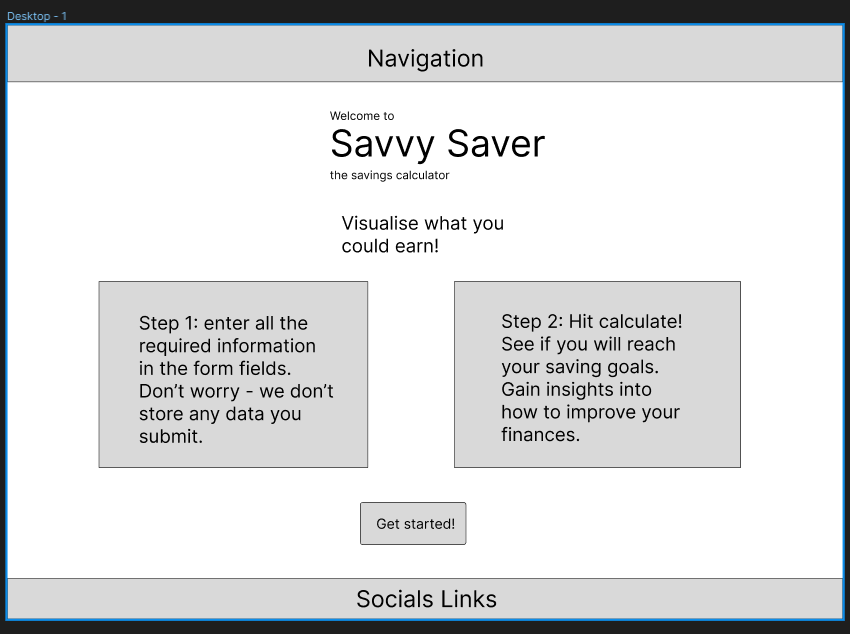 Desktop - 1
Navigation
Welcome to
Savvy Saver
the savings calculator
Visualise what you
could earn!
Step 1: enter all the
required information
in the form fields.
Don’t worry - we don’t
store any data you
submit.
Step 2: Hit calculate!
See if you will reach
your saving goals.
Gain insights into
how to improve your
finances.
Get started!
Socials Links